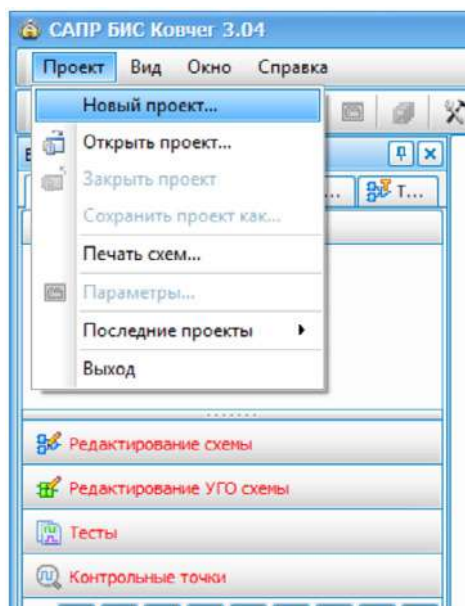 САПР БИС Ковчег 3.04
Проект Вид Окно Справка
Новый проект...
Открыть проект...
Закрыть проект
... Т...
Сохранить проект как...
Печать схем...
Параметры...
Последние проекты
Выход
Редактирование схемы
Редактирование УГО схемы
Тесты
Контрольные точки